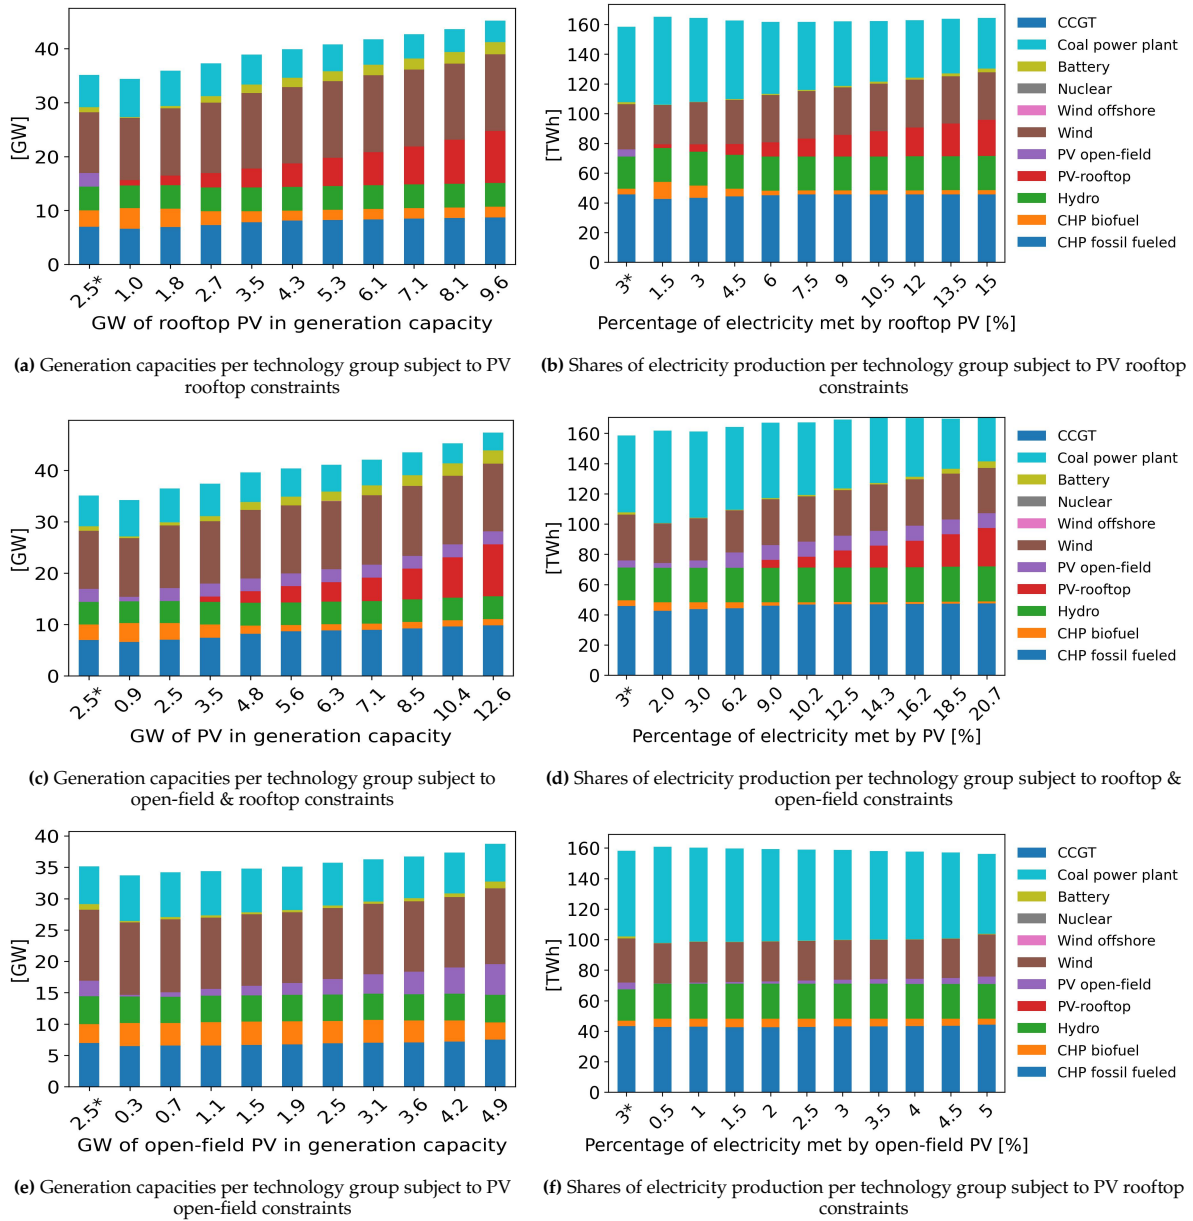 [GW]
40
30
20
10
0
2.5* 1.0 1.8 2.7 3.5 4.3 5.3 6.1 7.1 8.1 9.6
GW of rooftop PV in generation capacity
[TWh]
160
140
120
100
80
60
40
20
0
3* 1.5 3 4.5 6 7.5 9 10.5 12 13.5 15
Percentage of electricity met by rooftop PV [%]
CCGT
Coal power plant
Battery
Nuclear
Wind offshore
Wind
PV open-field
PV-rooftop
Hydro
CHP biofuel
CHP fossil fueled
(a) Generation capacities per technology group subject to PV
rooftop constraints
(b) Shares of electricity production per technology group subject to PV rooftop
constraints
[GW]
40
30
20
10
0
2.5* 0.9 2.5 3.5 4.8 5.6 6.3 7.1 8.5 10.4 12.6
GW of PV in generation capacity
[TWh]
160
140
120
100
80
60
40
20
0
3* 2.0 3.0 6.2 9.0 10.2 12.5 14.3 16.2 18.5 20.7
Percentage of electricity met by PV [%]
CCGT
Coal power plant
Battery
Nuclear
Wind offshore
Wind
PV open-field
PV-rooftop
Hydro
CHP biofuel
CHP fossil fueled
(c) Generation capacities per technology group subject to
open-field & rooftop constraints
(d) Shares of electricity production per technology group subject to rooftop &
open-field constraints
[GW]
40
35
30
25
20
15
10
5
0
2.5* 0.3 0.7 1.1 1.5 1.9 2.5 3.1 3.6 4.2 4.9
GW of open-field PV in generation capacity
[TWh]
160
140
120
100
80
60
40
20
0
3* 0.5 1 1.5 2 2.5 3 3.5 4 4.5 5
Percentage of electricity met by open-field PV [%]
CCGT
Coal power plant
Battery
Nuclear
Wind offshore
Wind
PV open-field
PV-rooftop
Hydro
CHP biofuel
CHP fossil fueled
(e) Generation capacities per technology group subject to PV
open-field constraints
(f) Shares of electricity production per technology group subject to PV rooftop
constraints